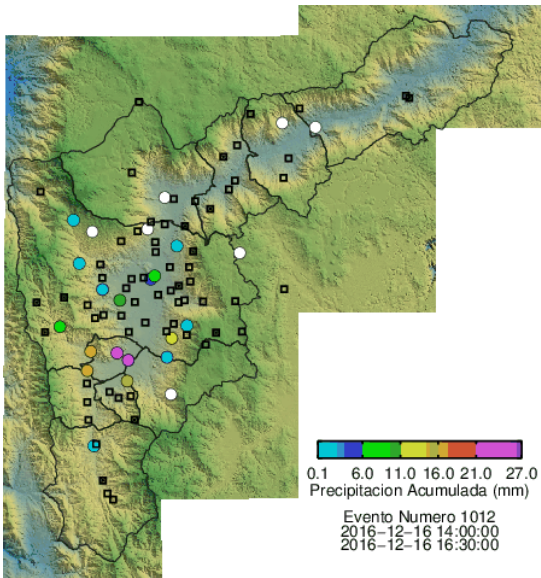 0.1 6.0 11.0 16.0 21.0 27.0
Precipitacion Acumulada (mm)
Evento Numero 1012
2016−12−16 14:00:00
2016−12−16 16:30:00